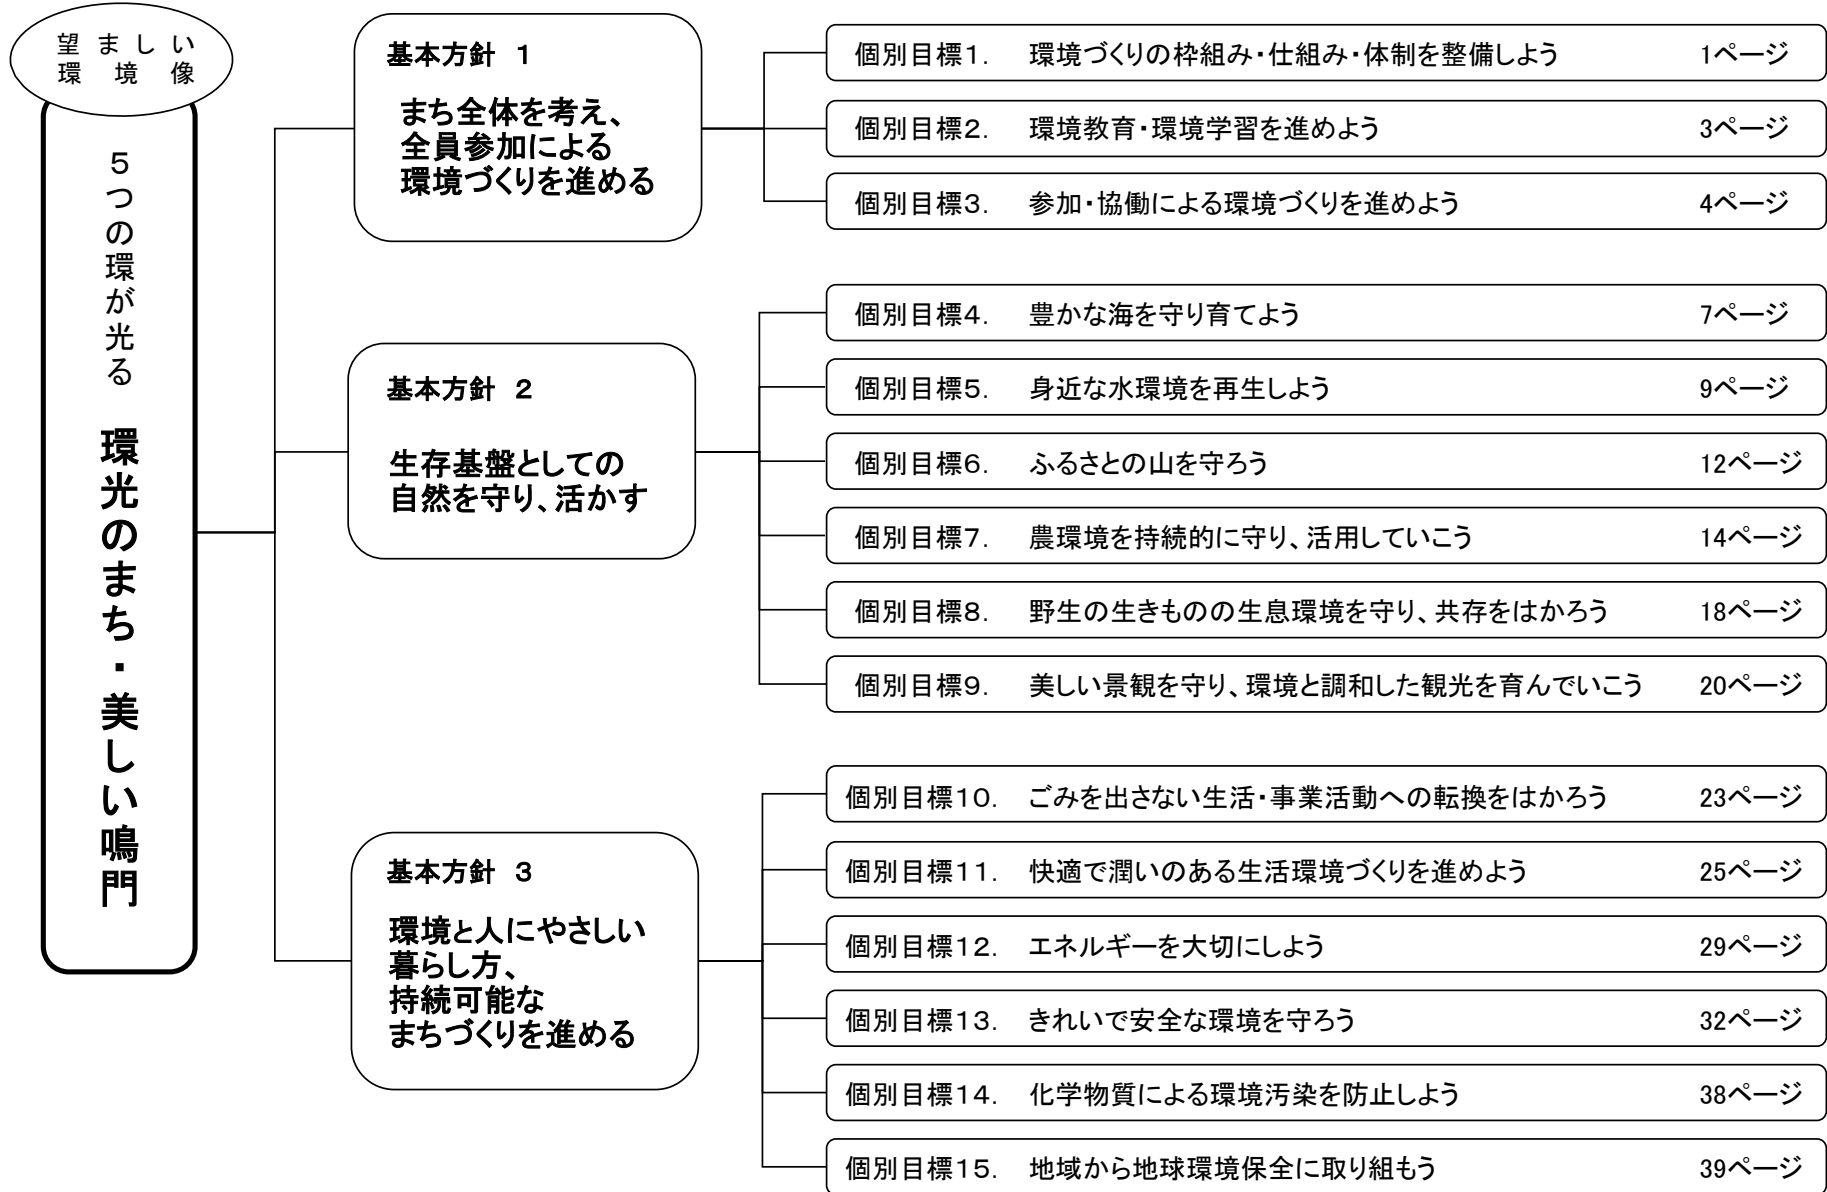 望ましい
環境像
５つの環が光る　環光のまち・美しい鳴門
基本方針　１
まち全体を考え、
全員参加による
環境づくりを進める
個別目標１．　環境づくりの枠組み・仕組み・体制を整備しよう　1ページ
個別目標２．　環境教育・環境学習を進めよう　3ページ
個別目標３．　参加・協働による環境づくりを進めよう　4ページ
基本方針　２
生存基盤としての
自然を守り、活かす
個別目標４．　豊かな海を守り育てよう　7ページ
個別目標５．　身近な水環境を再生しよう　9ページ
個別目標６．　ふるさとの山を守ろう　12ページ
個別目標７．　農環境を持続的に守り、活用していこう　14ページ
個別目標８．　野生の生きものの生息環境を守り、共存をはかろう　18ページ
個別目標９．　美しい景観を守り、環境と調和した観光を育んでいこう　20ページ
基本方針　３
環境と人にやさしい
暮らし方、
持続可能な
まちづくりを進める
個別目標１０．　ごみを出さない生活・事業活動への転換をはかろう　23ページ
個別目標１１．　快適で潤いのある生活環境づくりを進めよう　25ページ
個別目標１２．　エネルギーを大切にしよう　29ページ
個別目標１３．　きれいで安全な環境を守ろう　32ページ
個別目標１４．　化学物質による環境汚染を防止しよう　38ページ
個別目標１５．　地域から地球環境保全に取り組もう　39ページ